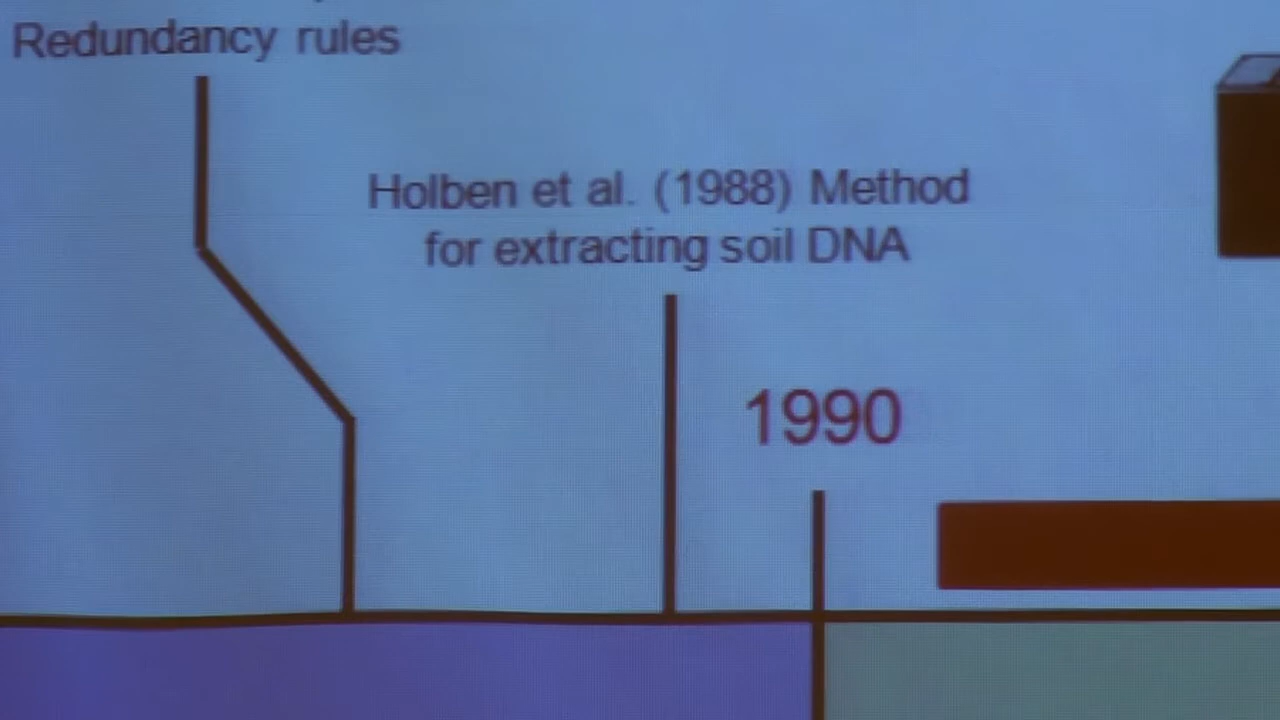 Redundancy rules
Holben et al. (1988) Method
for extracting soil DNA
1990